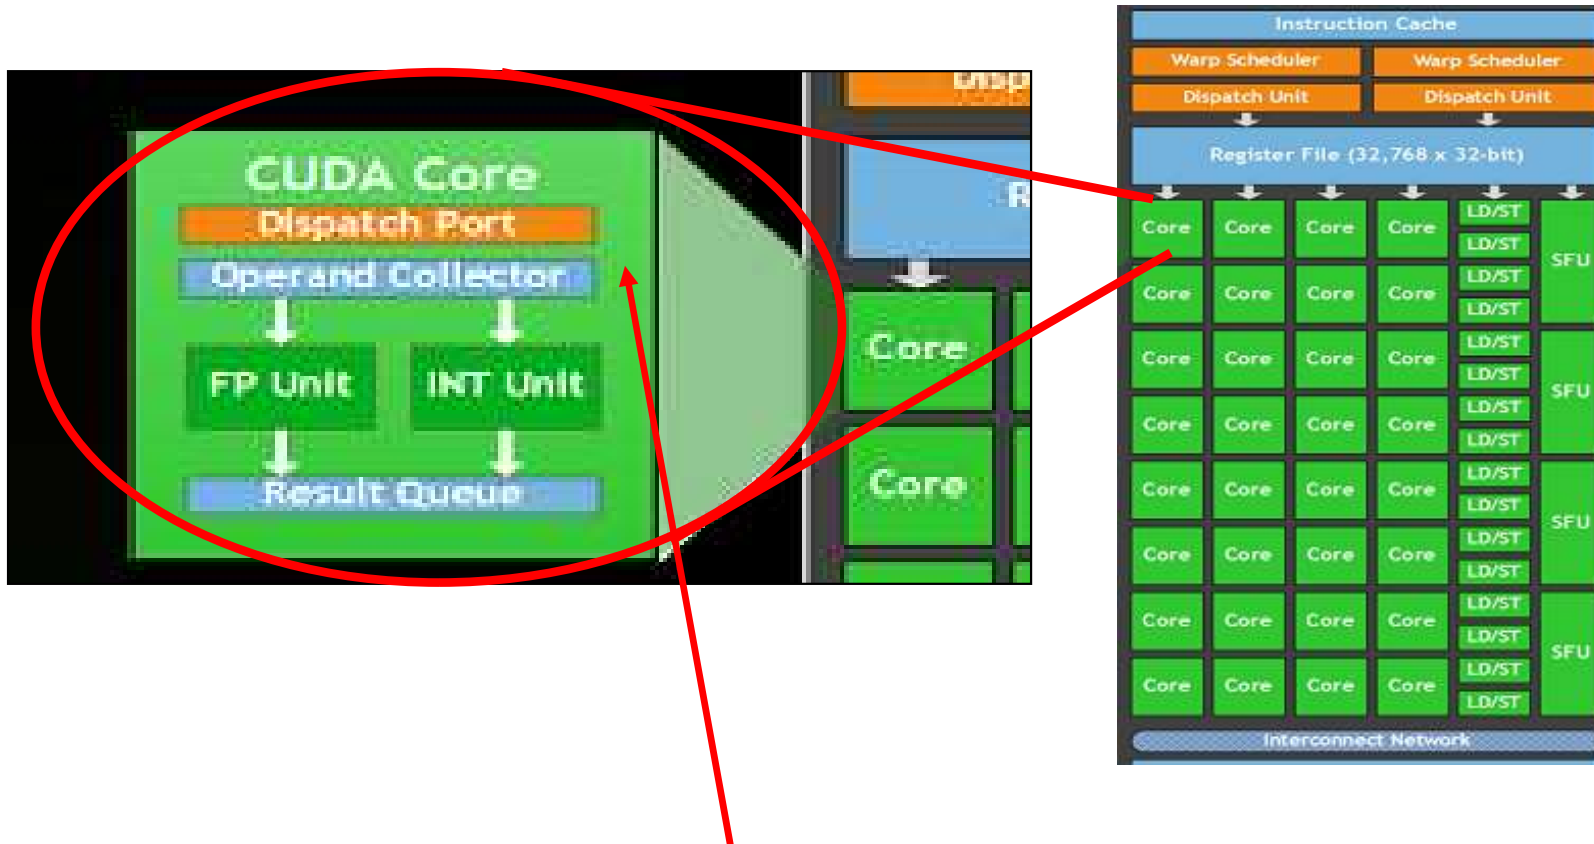 CUDA Core
Dispatch Port
Operand Collector
FP Unit INT Unit
Result Queue
Disp
R
Core
Core
Instruction Cache
Warp Scheduler Warp Scheduler
Dispatch Unit Dispatch Unit
Register File (32,768 x 32-bit)
Core Core Core Core LD/ST
LD/ST
SFU
Core Core Core Core LD/ST
LD/ST
Core Core Core Core LD/ST
LD/ST
SFU
Core Core Core Core LD/ST
LD/ST
Core Core Core Core LD/ST
LD/ST
SFU
Core Core Core Core LD/ST
LD/ST
Core Core Core Core LD/ST
LD/ST
SFU
Core Core Core Core LD/ST
LD/ST
Interconnect Network